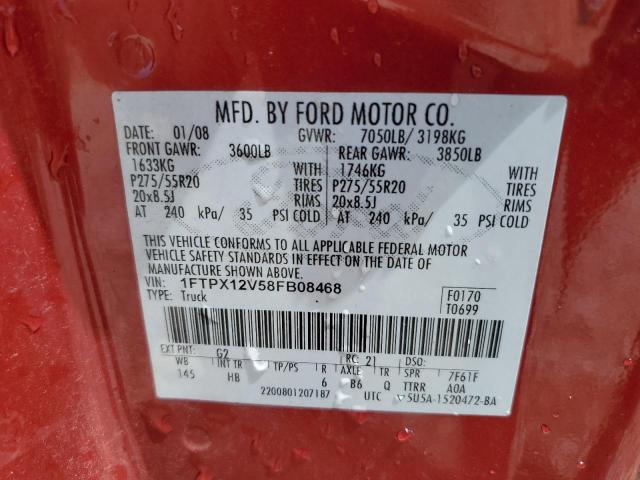 MFD. BY FORD MOTOR CO.
DATE: 01/08 GVWR: 7050LB/ 3198KG
FRONT GAWR: 3600LB REAR GAWR: 3850LB
1633KG WITH 1746KG WITH
P275/55R20 TIRES P275/55R20 TIRES
20x8.5J RIMS 20x8.5J RIMS
AT 240 kPa/ 35 PSI COLD AT 240 kPa/ 35 PSI COLD
THIS VEHICLE CONFORMS TO ALL APPLICABLE FEDERAL MOTOR
VEHICLE SAFETY STANDARDS IN EFFECT ON THE DATE OF
MANUFACTURE SHOWN ABOVE.
VIN: 1FTPX12V58FB08468 F0170
TYPE: Truck T0699
EXT PNT: G2 RC: 21 DSO:
WB INT TR TP/PS R AXLE TR SPR 7F61F
145 HB 6 B6 Q TTRR A0A
2200801207187 UTC 5U5A-1520472-BA